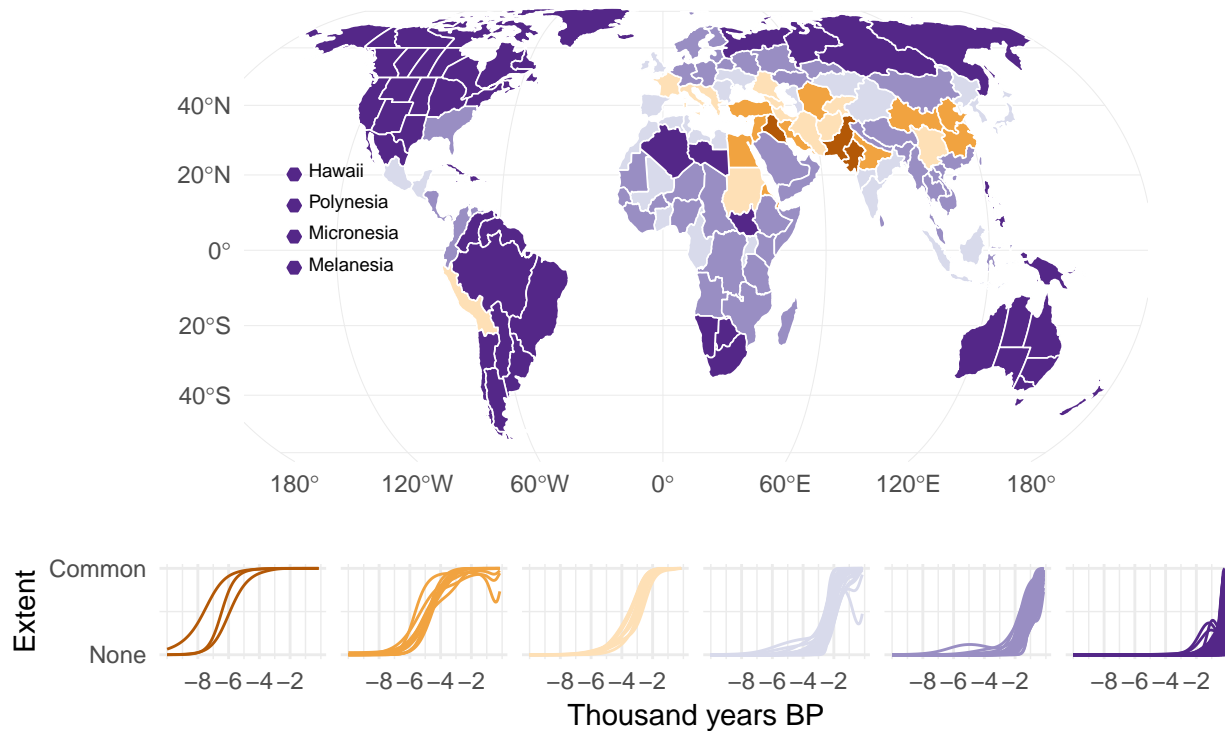 40°N
20°N
0°
20°S
40°S
Hawaii
Polynesia
Micronesia
Melanesia
180° 120°W 60°W 0° 60°E 120°E 180°
Extent
Common
None
−8 −6 −4 −2 −8 −6 −4 −2 −8 −6 −4 −2 −8 −6 −4 −2 −8 −6 −4 −2 −8 −6 −4 −2
Thousand years BP